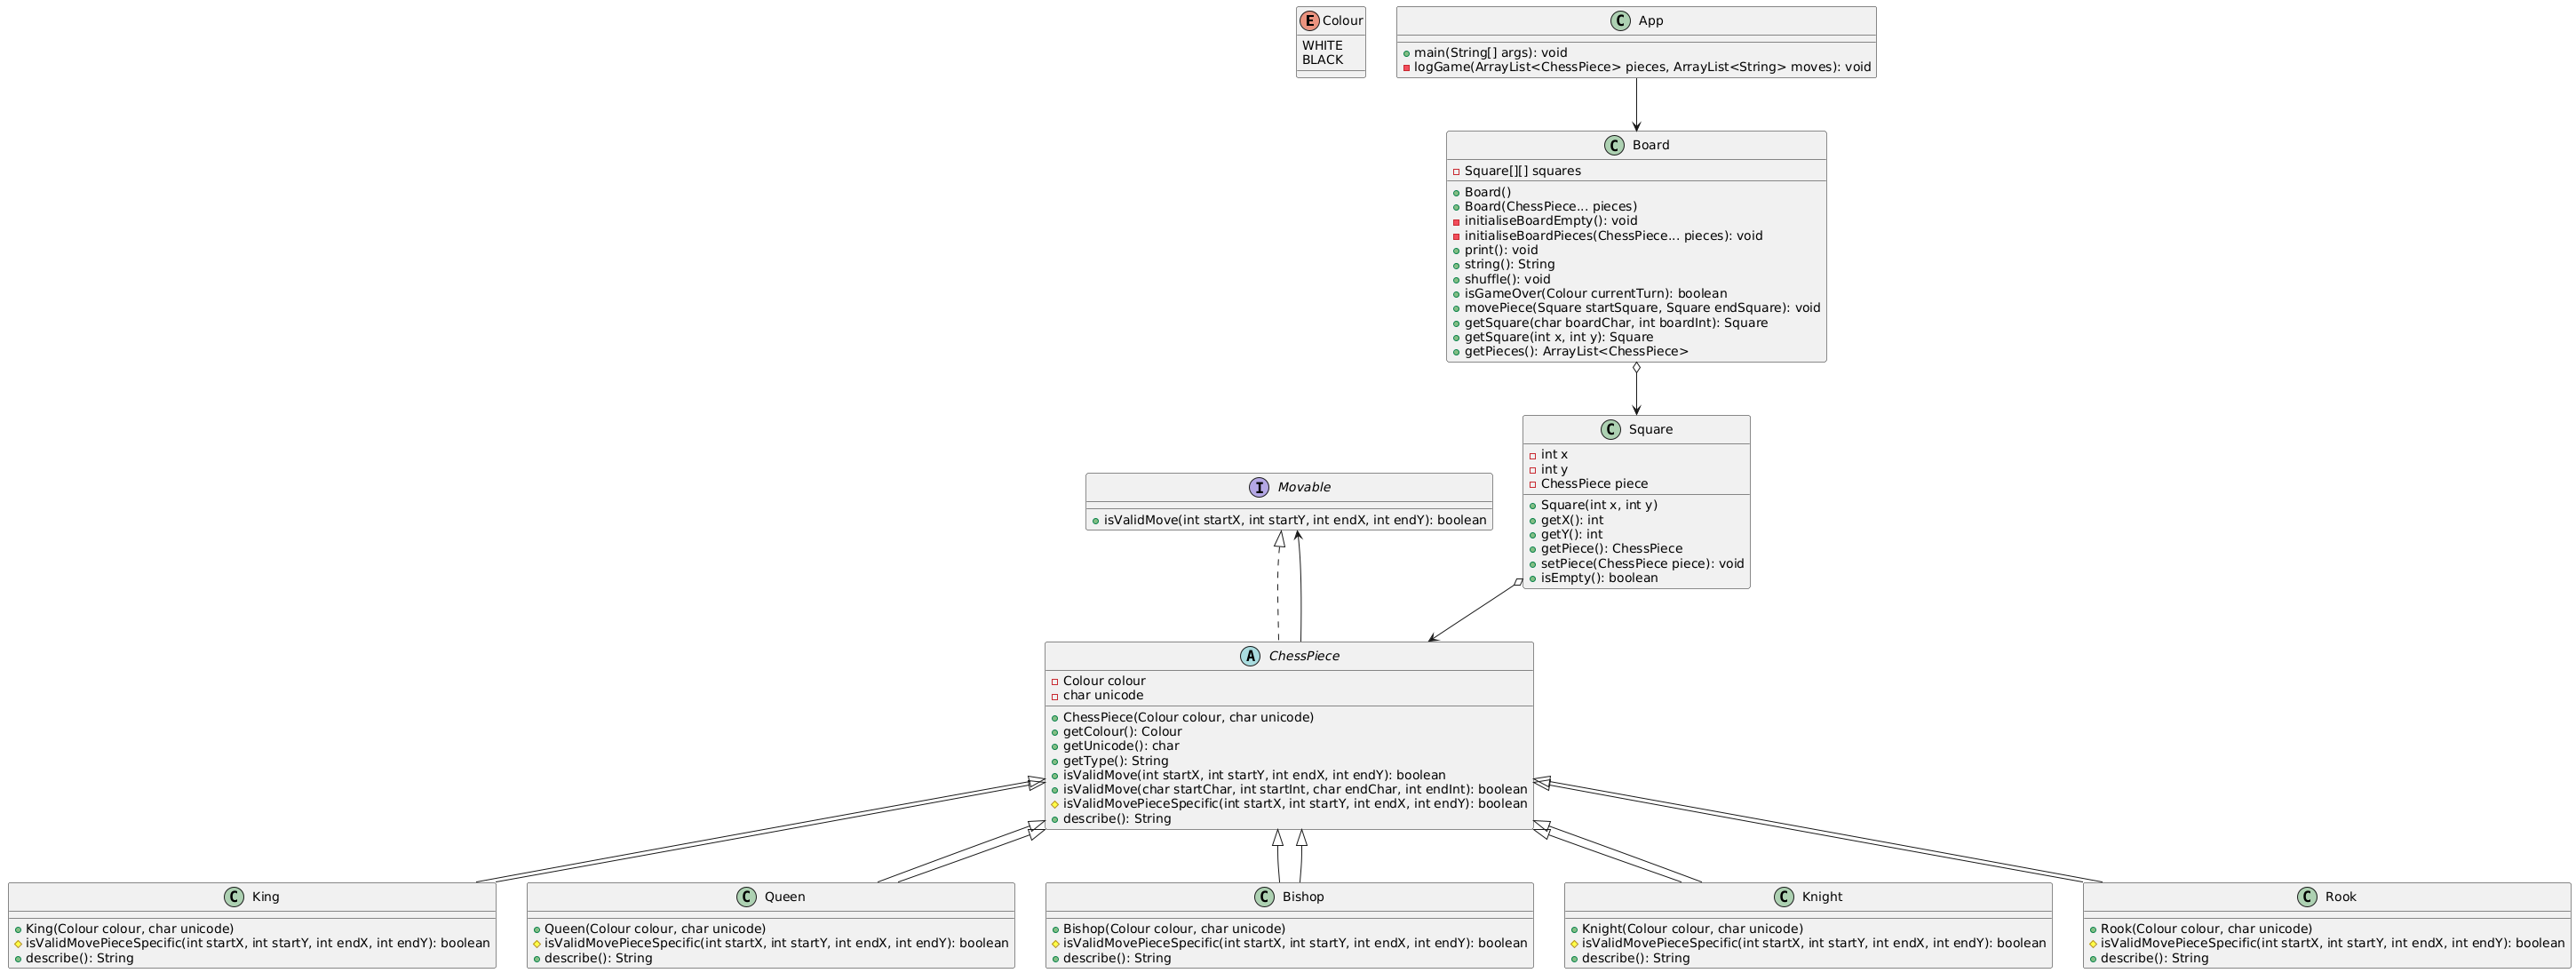 E Colour
WHITE
BLACK
C App
main(String[] args): void
logGame(ArrayList<ChessPiece> pieces, ArrayList<String> moves): void
C Board
Square[][] squares
Board()
Board(ChessPiece... pieces)
initialiseBoardEmpty(): void
initialiseBoardPieces(ChessPiece... pieces): void
print(): void
string(): String
shuffle(): void
isGameOver(Colour currentTurn): boolean
movePiece(Square startSquare, Square endSquare): void
getSquare(char boardChar, int boardInt): Square
getSquare(int x, int y): Square
getPieces(): ArrayList<ChessPiece>
C Square
int x
int y
ChessPiece piece
Square(int x, int y)
getX(): int
getY(): int
getPiece(): ChessPiece
setPiece(ChessPiece piece): void
isEmpty(): boolean
I Movable
isValidMove(int startX, int startY, int endX, int endY): boolean
A ChessPiece
Colour colour
char unicode
ChessPiece(Colour colour, char unicode)
getColour(): Colour
getUnicode(): char
getType(): String
isValidMove(int startX, int startY, int endX, int endY): boolean
isValidMove(char startChar, int startInt, char endChar, int endInt): boolean
isValidMovePieceSpecific(int startX, int startY, int endX, int endY): boolean
describe(): String
C King
King(Colour colour, char unicode)
isValidMovePieceSpecific(int startX, int startY, int endX, int endY): boolean
describe(): String
C Queen
Queen(Colour colour, char unicode)
isValidMovePieceSpecific(int startX, int startY, int endX, int endY): boolean
describe(): String
C Bishop
Bishop(Colour colour, char unicode)
isValidMovePieceSpecific(int startX, int startY, int endX, int endY): boolean
describe(): String
C Knight
Knight(Colour colour, char unicode)
isValidMovePieceSpecific(int startX, int startY, int endX, int endY): boolean
describe(): String
C Rook
Rook(Colour colour, char unicode)
isValidMovePieceSpecific(int startX, int startY, int endX, int endY): boolean
describe(): String